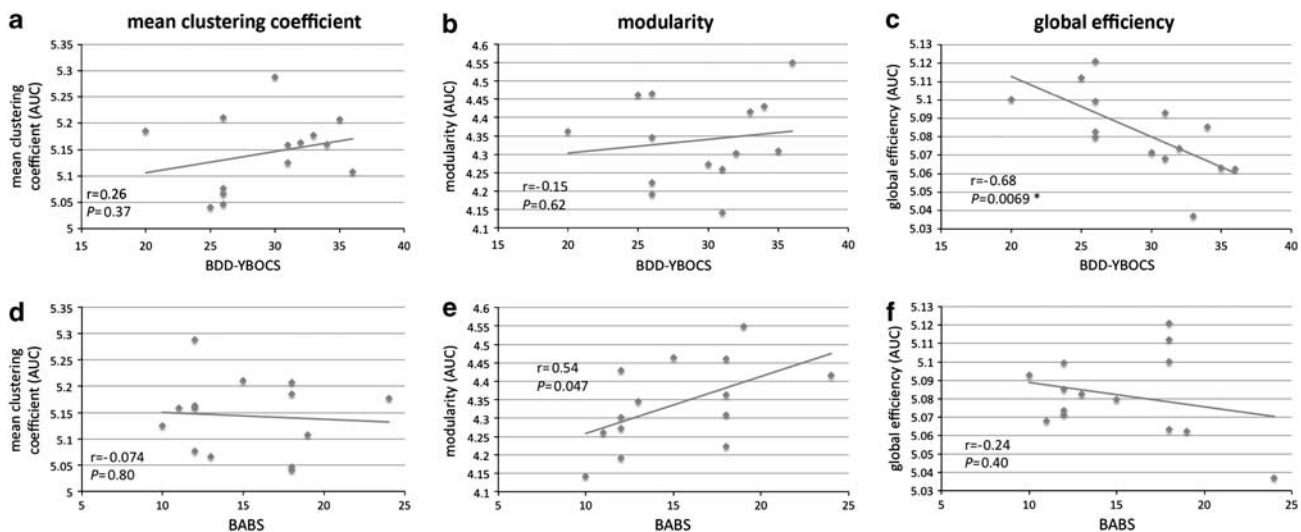 mean clustering coefficient
modularity
global efficiency
a
mean clustering
coefficient (AUC)
5.35
5.3
5.25
5.2
5.15
5.1
5.05
5
r=0.26
P=0.37
15
20
25
30
35
40
BDD-YBOCS
b
modularity (AUC)
4.6
4.55
4.5
4.45
4.4
4.35
4.3
4.25
4.2
4.15
4.1
r=-0.15
P=0.62
15
20
25
30
35
40
BDD-YBOCS
c
global efficiency (AUC)
5.13
5.120
5.11
5.1
5.09
5.08
5.07
5.06
5.05
5.04
5.03
r=-0.68
P=0.0069 *
15
20
25
30
35
40
BDD-YBOCS
d
mean clustering
coefficient (AUC)
5.35
5.3
5.25
5.2
5.15
5.1
5.05
5
r=-0.074
P=0.80
5
10
15
20
25
BABS
e
modularity (AUC)
4.6
4.55
4.5
4.45
4.4
4.35
4.3
4.25
4.2
4.15
4.1
r=0.54
P=0.047
5
10
15
20
25
BABS
f
global efficiency (AUC)
5.13
5.120
5.11
5.1
5.09
5.08
5.07
5.06
5.05
5.04
5.03
r=-0.24
P=0.40
5
10
15
20
25
BABS